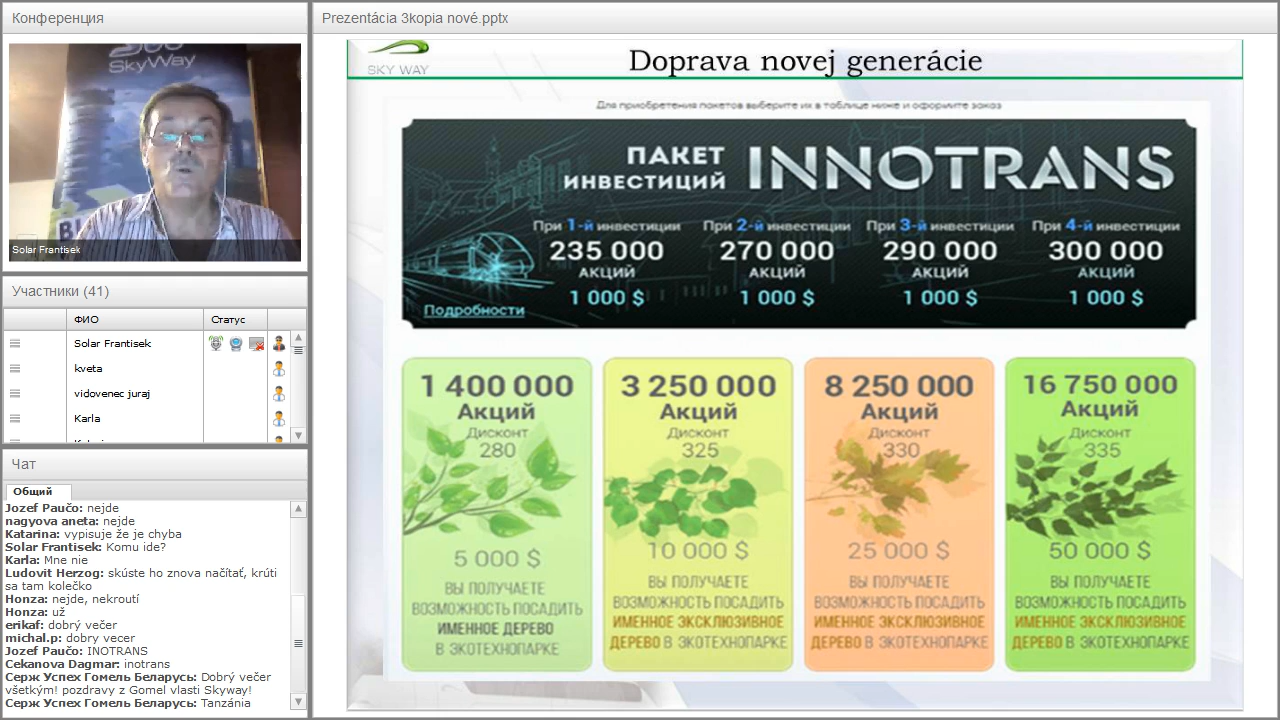 Конференция
SkyWay
Solar Frantisek
Участники (41)
ФИО
Статус
Solar Frantisek
kveta
vidovenec juraj
Karla
Чат
Общий
Jozef Paučo: nejde
nagyova aneta: nejde
Katarina: vypisuje že je chyba
Solar Frantisek: Komu ide?
Karla: Mne nie
Ludovit Herzog: skúste ho znova načítať, krúti
sa tam kolečko
Honza: nejde, nekroutí
Honza: už
erikaf: dobrý večer
michal.p: dobry vecer
Jozef Paučo: INOTRANS
Cekanova Dagmar: inotrans
Серж Успех Гомель Беларусь: Dobrý večer
všetkým! pozdravy z Gomel vlasti Skyway!
Серж Успех Гомель Беларусь: Tanzánia
Prezentácia 3kopia nové.pptx
SKY WAY
Doprava novej generácie
Для приобретения пакетов выберите их в таблице ниже и оформите заказ
ПАКЕТ
ИНВЕСТИЦИЙ
INNOTRANS
При 1-й инвестиции
235 000
АКЦИЙ
1 000 $
При 2-й инвестиции
270 000
АКЦИЙ
1 000 $
При 3-й инвестиции
290 000
АКЦИЙ
1 000 $
При 4-й инвестиции
300 000
АКЦИЙ
1 000 $
Подробности
1 400 000
Акций
Дисконт
280
5 000 $
ВЫ ПОЛУЧАЕТЕ
ВОЗМОЖНОСТЬ ПОСАДИТЬ
ИМЕННОЕ ДЕРЕВО
В ЭКОТЕХНОПАРКЕ
3 250 000
Акций
Дисконт
325
10 000 $
ВЫ ПОЛУЧАЕТЕ
ВОЗМОЖНОСТЬ ПОСАДИТЬ
ИМЕННОЕ ЭКСКЛЮЗИВНОЕ
ДЕРЕВО В ЭКОТЕХНОПАРКЕ
8 250 000
Акций
Дисконт
330
25 000 $
ВЫ ПОЛУЧАЕТЕ
ВОЗМОЖНОСТЬ ПОСАДИТЬ
ИМЕННОЕ ЭКСКЛЮЗИВНОЕ
ДЕРЕВО В ЭКОТЕХНОПАРКЕ
16 750 000
Акций
Дисконт
335
50 000 $
ВЫ ПОЛУЧАЕТЕ
ВОЗМОЖНОСТЬ ПОСАДИТЬ
ИМЕННОЕ ЭКСКЛЮЗИВНОЕ
ДЕРЕВО В ЭКОТЕХНОПАРКЕ